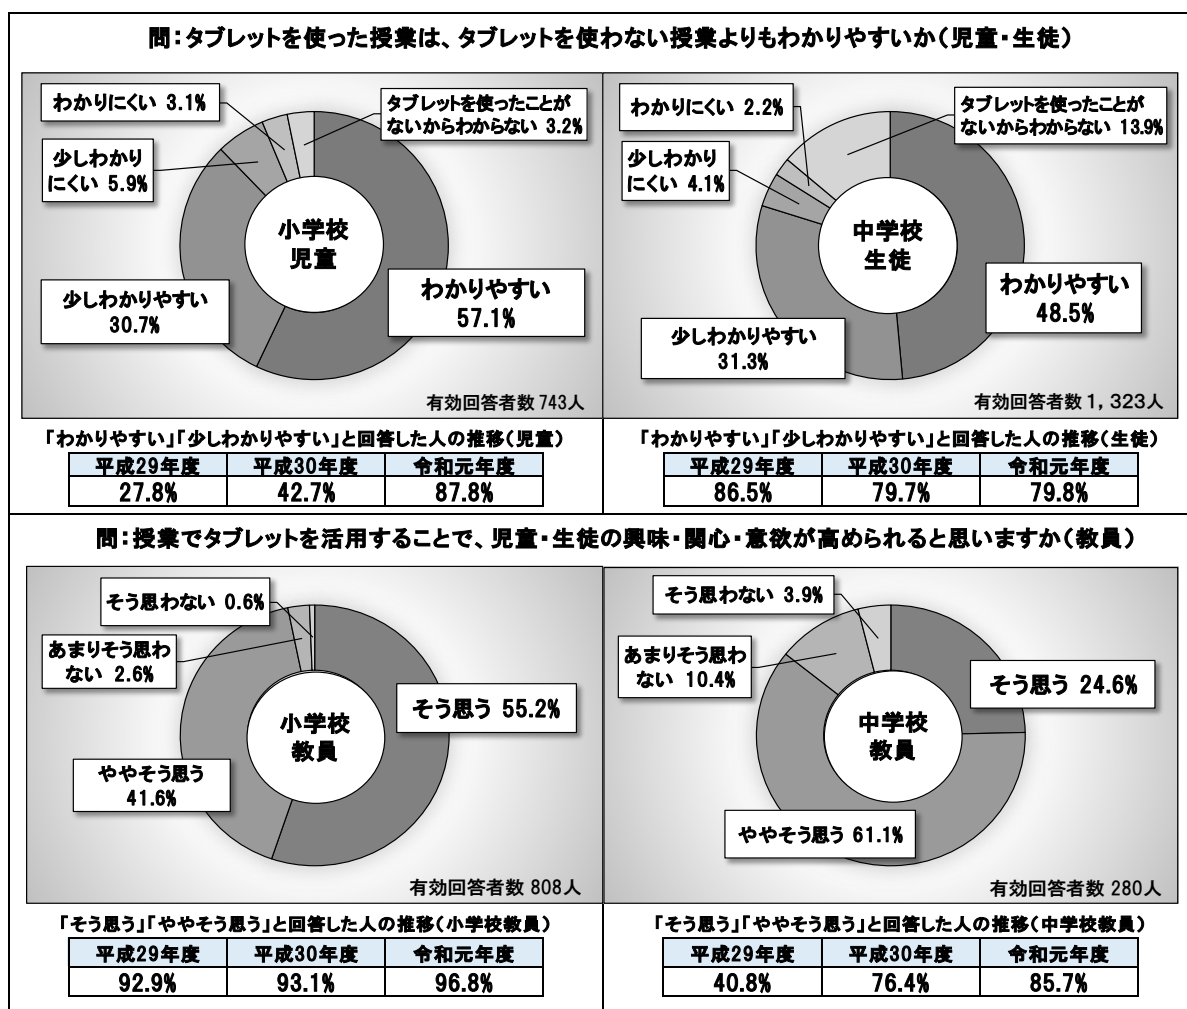 問：タブレットを使った授業は、タブレットを使わない授業よりもわかりやすいか（児童・生徒）
わかりにくい 3.1%
タブレットを使ったことが
ないからわからない 3.2%
少しわかり
にくい 5.9%
小学校
児童
少しわかりやすい
30.7%
わかりやすい
57.1%
有効回答者数 743人
わかりにくい 2.2%
タブレットを使ったことが
ないからわからない 13.9%
少しわかり
にくい 4.1%
中学校
生徒
わかりやすい
48.5%
少しわかりやすい
31.3%
有効回答者数 1，323人
「わかりやすい」「少しわかりやすい」と回答した人の推移（児童）
平成29年度 平成30年度 令和元年度
27.8% 42.7% 87.8%
「わかりやすい」「少しわかりやすい」と回答した人の推移（生徒）
平成29年度 平成30年度 令和元年度
86.5% 79.7% 79.8%
問：授業でタブレットを活用することで、児童・生徒の興味・関心・意欲が高められると思いますか（教員）
そう思わない 0.6%
あまりそう思わ
ない 2.6%
そう思う 55.2%
小学校
教員
ややそう思う
41.6%
有効回答者数 808人
そう思わない 3.9%
あまりそう思わ
ない 10.4%
そう思う 24.6%
中学校
教員
ややそう思う 61.1%
有効回答者数 280人
「そう思う」「ややそう思う」と回答した人の推移（小学校教員）
平成29年度 平成30年度 令和元年度
92.9% 93.1% 96.8%
「そう思う」「ややそう思う」と回答した人の推移（中学校教員）
平成29年度 平成30年度 令和元年度
40.8% 76.4% 85.7%